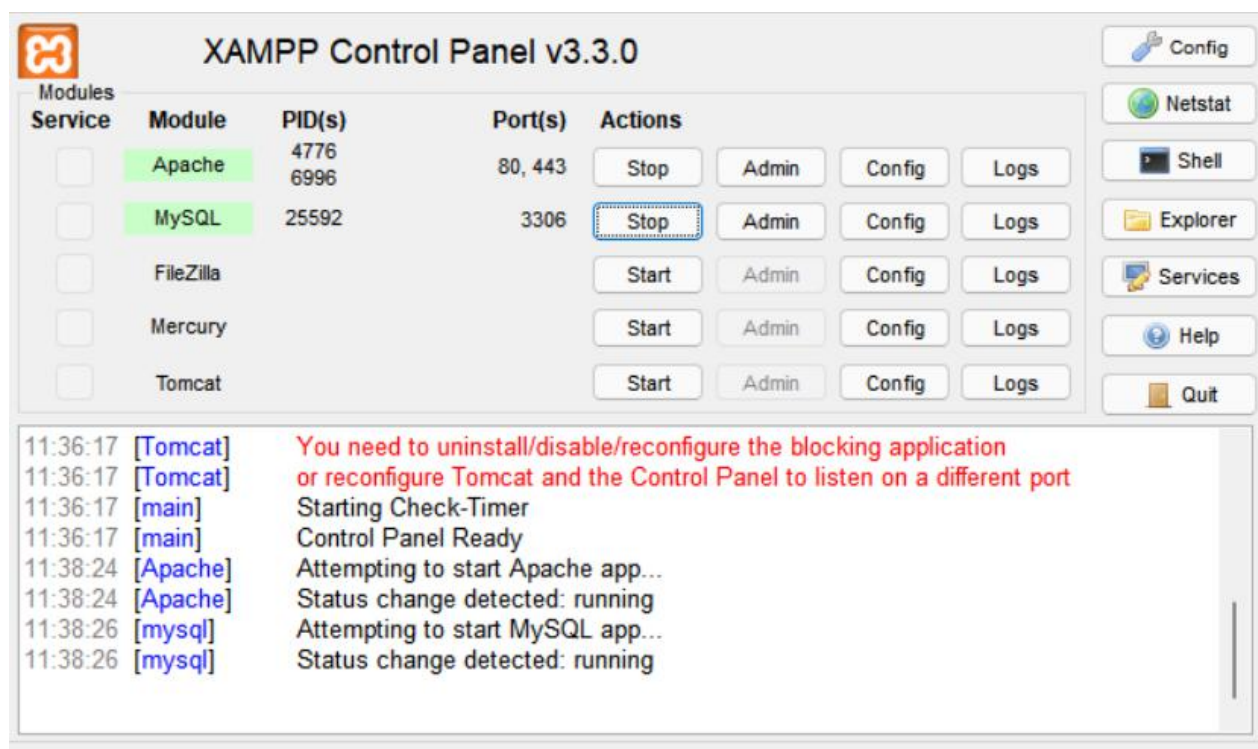 XAMPP Control Panel v3.3.0
Config
Modules
Service Module PID(s) Port(s) Actions
Netstat
Apache 4776 6996 80, 443 Stop Admin Config Logs
Shell
MySQL 25592 3306 Stop Admin Config Logs
Explorer
FileZilla Start Admin Config Logs
Services
Mercury Start Admin Config Logs
Help
Tomcat Start Admin Config Logs
Quit
11:36:17 [Tomcat] You need to uninstall/disable/reconfigure the blocking application
11:36:17 [Tomcat] or reconfigure Tomcat and the Control Panel to listen on a different port
11:36:17 [main] Starting Check-Timer
11:36:17 [main] Control Panel Ready
11:38:24 [Apache] Attempting to start Apache app...
11:38:24 [Apache] Status change detected: running
11:38:26 [mysql] Attempting to start MySQL app...
11:38:26 [mysql] Status change detected: running